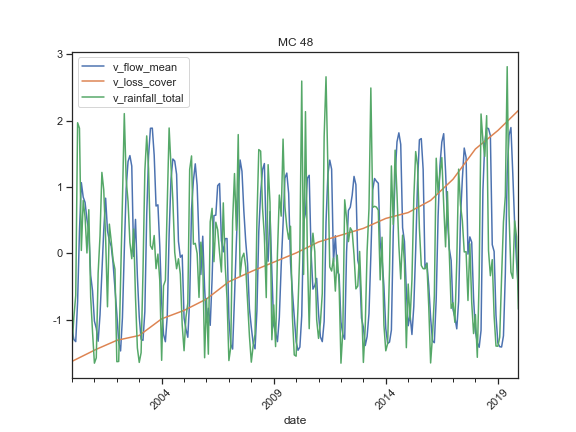 MC 48
v_flow_mean
v_loss_cover
v_rainfall_total
3
2
1
0
-1
2004
2009
2014
2019
date